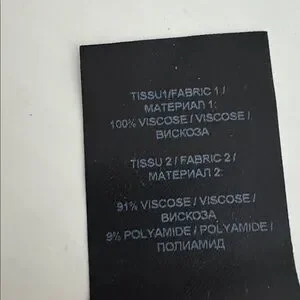 TISSU1/FABRIC 1 /
МАТЕРИАЛ 1:
100% VISCOSE / VISCOSE /
ВИСКОЗА
TISSU 2 / FABRIC 2 /
МАТЕРИАЛ 2:
91% VISCOSE / VISCOSE /
ВИСКОЗА
9% POLYAMIDE / POLYAMIDE /
ПОЛИАМИД